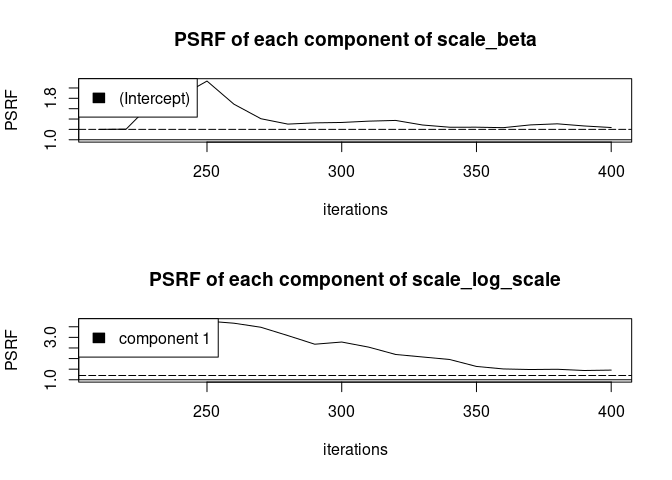 PSRF of each component of scale_beta
PSRF
1.0 1.8
(Intercept)
250 300 350 400
iterations
PSRF of each component of scale_log_scale
PSRF
1.0 3.0
component 1
250 300 350 400
iterations